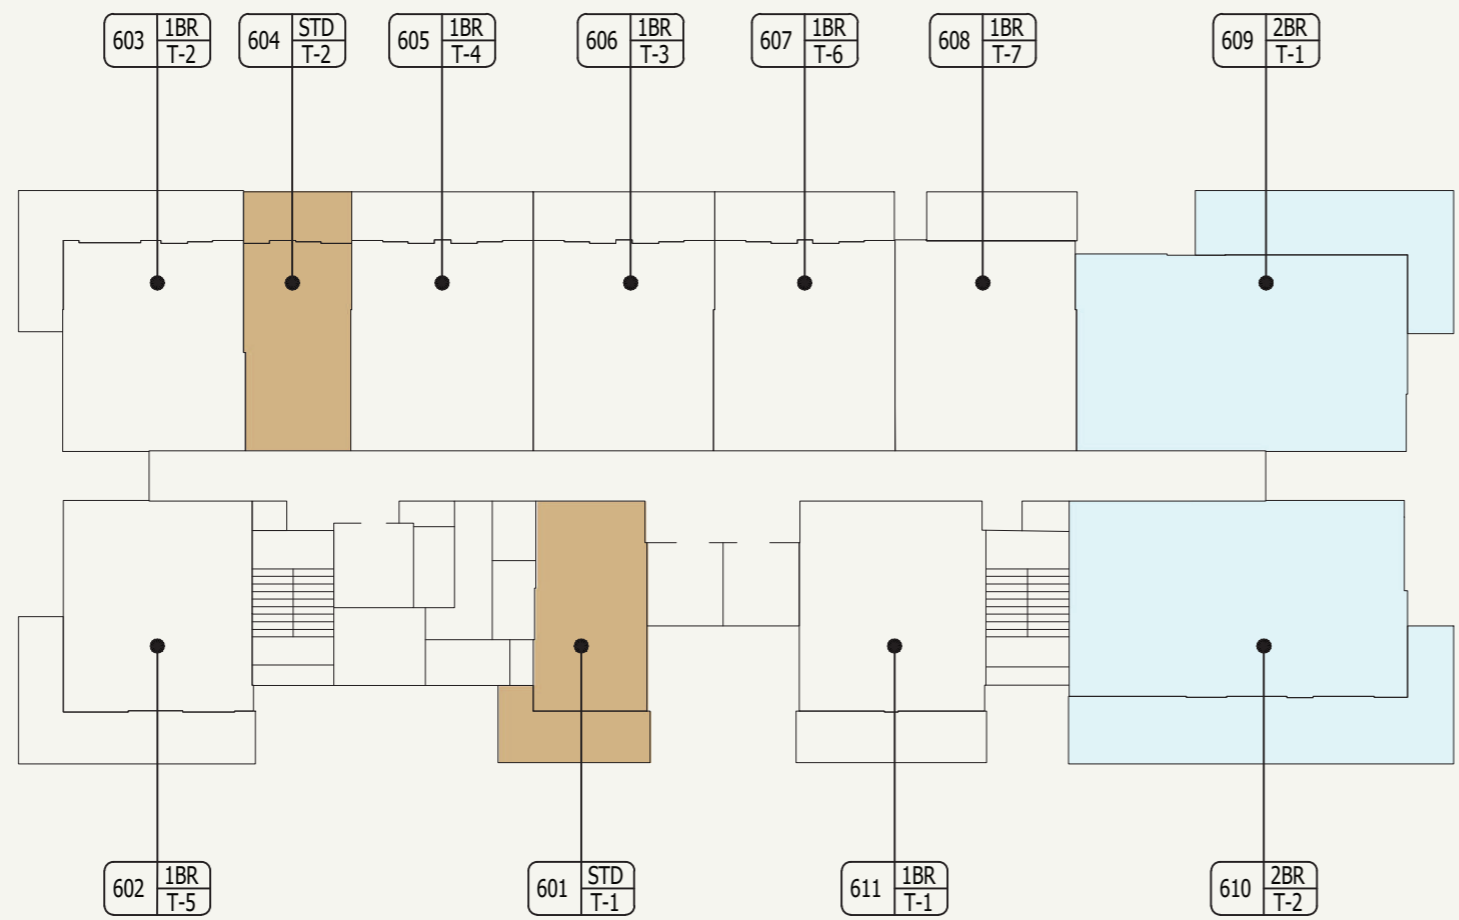 603 1BR T-2
604 STD T-2
605 1BR T-4
606 1BR T-3
607 1BR T-6
608 1BR T-7
609 2BR T-1
602 1BR T-5
601 STD T-1
611 1BR T-1
610 2BR T-2